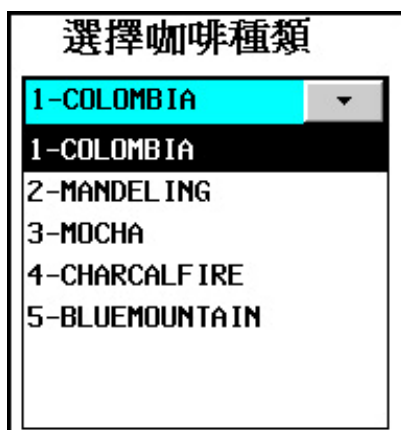 選擇咖啡種類
1-COLOMBIA
1-COLOMBIA
2-MANDELING
3-MOCHA
4-CHARCALFIRE
5-BLUEMOUNTAIN